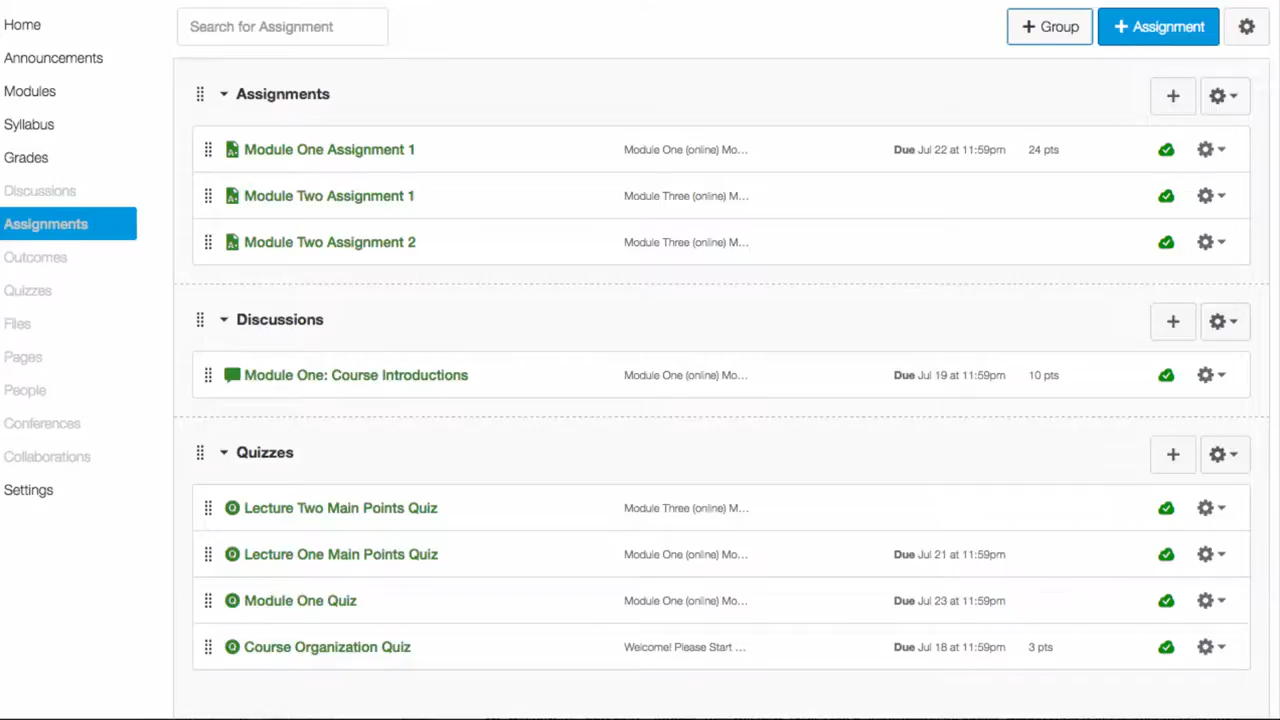 Home
Announcements
Modules
Syllabus
Grades
Discussions
Assignments
Outcomes
Quizzes
Files
Pages
People
Conferences
Collaborations
Settings
Search for Assignment
+ Group
+ Assignment
Assignments
Module One Assignment 1 Module One (online) Mo... Due Jul 22 at 11:59pm 24 pts
Module Two Assignment 1 Module Three (online) M...
Module Two Assignment 2 Module Three (online) M...
Discussions
Module One: Course Introductions Module One (online) Mo... Due Jul 19 at 11:59pm 10 pts
Quizzes
Lecture Two Main Points Quiz Module Three (online) M...
Lecture One Main Points Quiz Module One (online) Mo... Due Jul 21 at 11:59pm
Module One Quiz Module One (online) Mo... Due Jul 23 at 11:59pm
Course Organization Quiz Welcome! Please Start ... Due Jul 18 at 11:59pm 3 pts